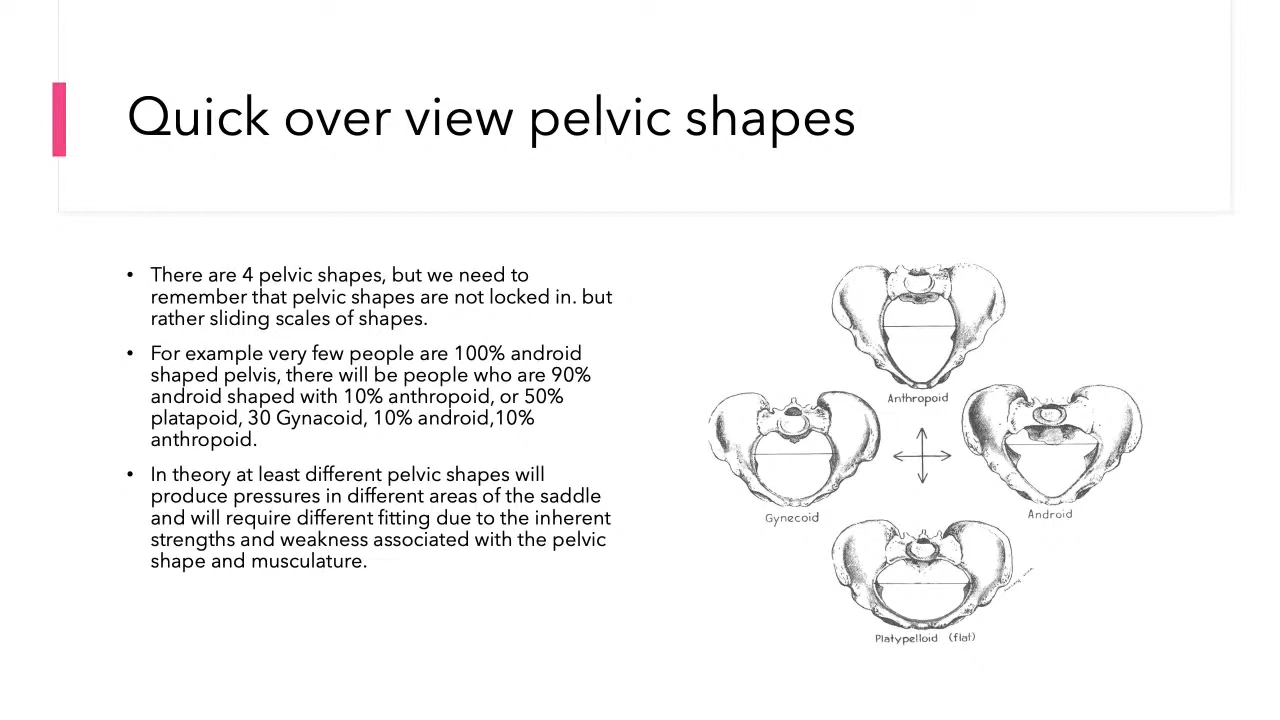 Quick over view pelvic shapes
• There are 4 pelvic shapes, but we need to
remember that pelvic shapes are not locked in. but
rather sliding scales of shapes.
• For example very few people are 100% android
shaped pelvis, there will be people who are 90%
android shaped with 10% anthropoid, or 50%
platapoid, 30 Gynacoid, 10% android,10%
anthropoid.
• In theory at least different pelvic shapes will
produce pressures in different areas of the saddle
and will require different fitting due to the inherent
strengths and weakness associated with the pelvic
shape and musculature.
Anthropoid
Gynecoid
Android
Platypelloid (flat)